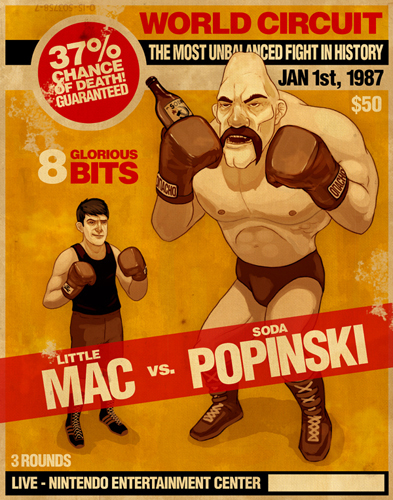 WORLD CIRCUIT
THE MOST UNBALANCED FIGHT IN HISTORY
JAN 1st, 1987
$50
37%
CHANCE
OF DEATH!
GUARANTEED
8 GLORIOUS
BITS
LITTLE
MAC vs. SODA
POPINSKI
3 ROUNDS
LIVE - NINTENDO ENTERTAINMENT CENTER